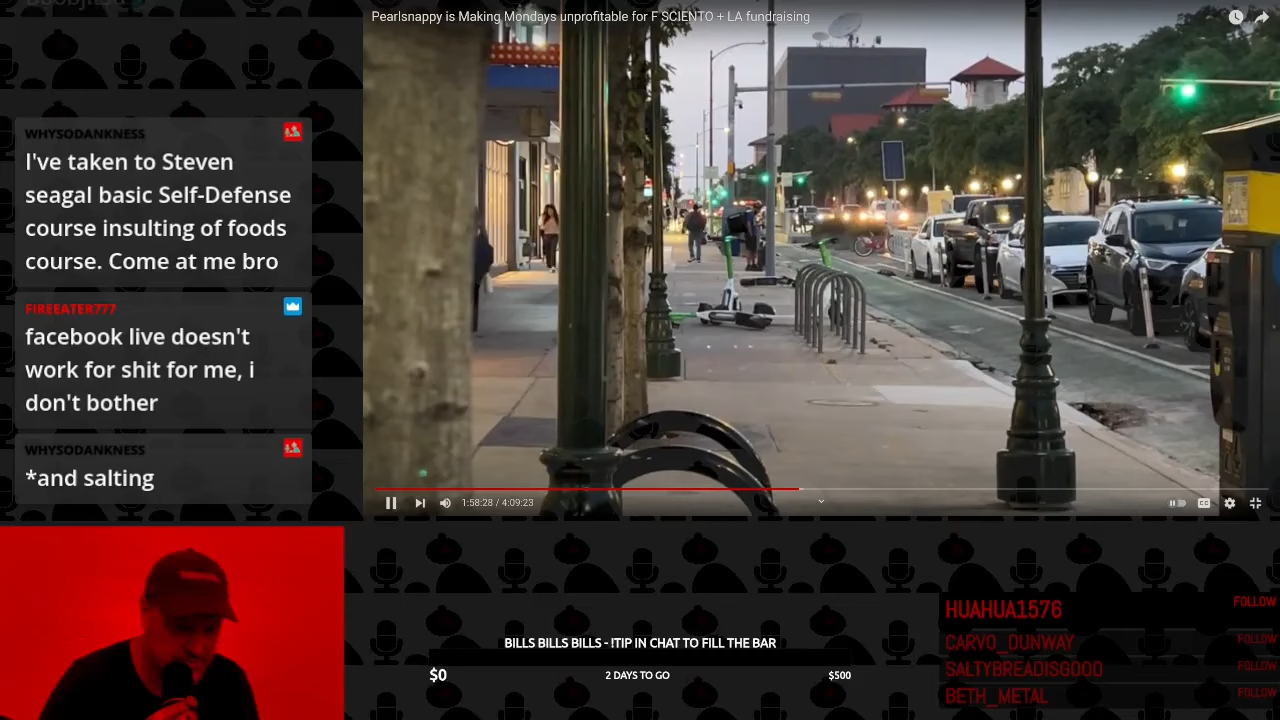 Pearlsnappy is Making Mondays unprofitable for F SCIENTO + LA fundraising
WHYSODANKNESS
I've taken to Steven
seagal basic Self-Defense
course insulting of foods
course. Come at me bro
FIREEATER777
facebook live doesn't
work for shit for me, i
don't bother
WHYSODANKNESS
*and salting
1:58:28 / 4:09:23
CC
BILLS BILLS BILLS - !TIP IN CHAT TO FILL THE BAR
$0
2 DAYS TO GO
$500
HUAHUA1576
FOLLOW
CARVO_DUNWAY
FOLLOW
SALTYBREADISGOOD
FOLLOW
BETH_METAL
FOLLOW